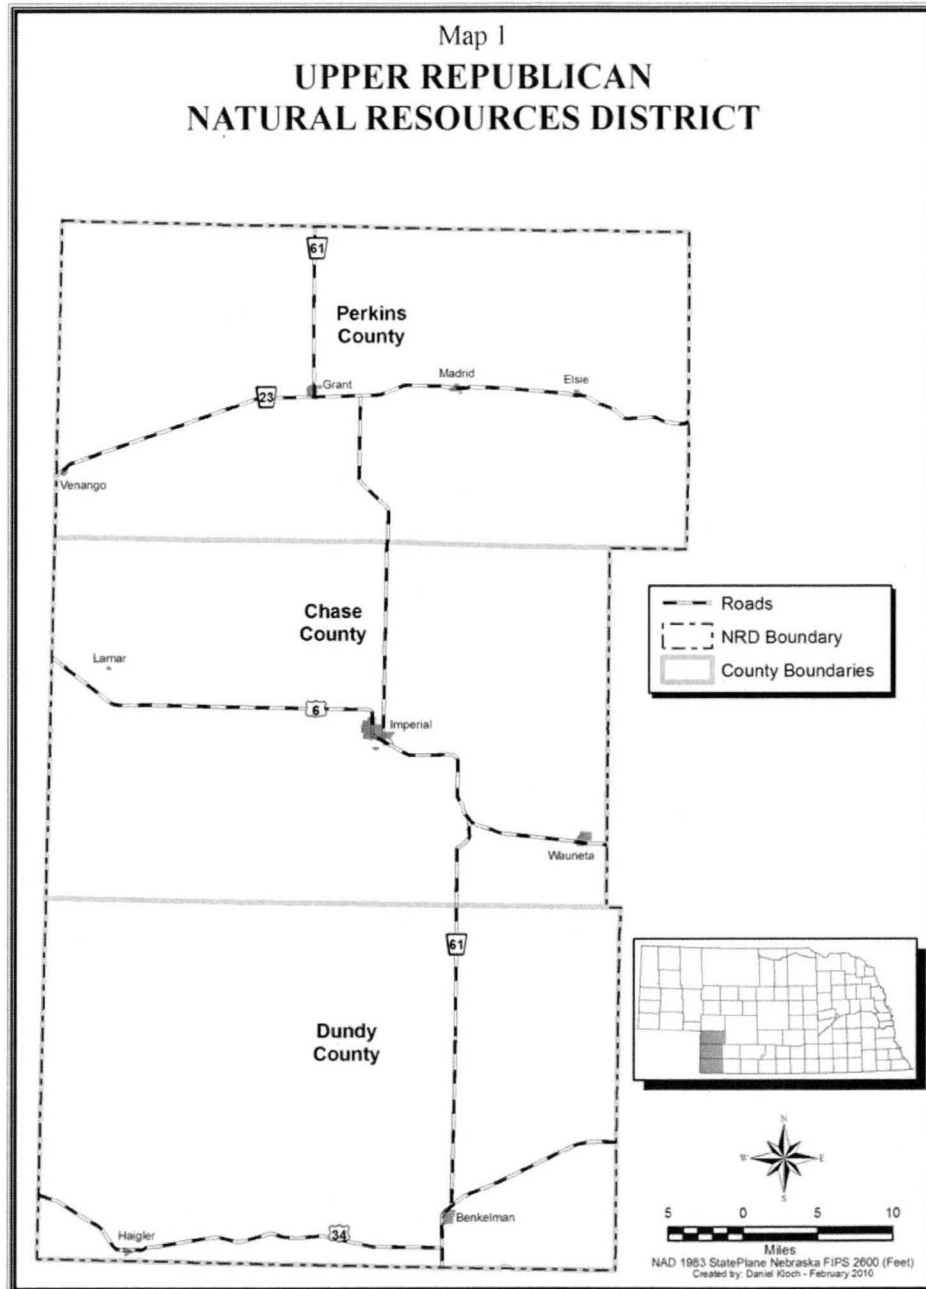 Map 1
UPPER REPUBLICAN
NATURAL RESOURCES DISTRICT
61
Perkins
County
Grant
Madrid
Elsie
23
Venango
Chase
County
Lamar
6
Imperial
Wauneta
Roads
NRD Boundary
County Boundaries
61
Dundy
County
N
W
E
S
Benkelman
Haigler
34
5
0
5
10
Miles
NAD 1983 StatePlane Nebraska FIPS 2600 (Feet)
Created by: Daniel Kloch - February 2010